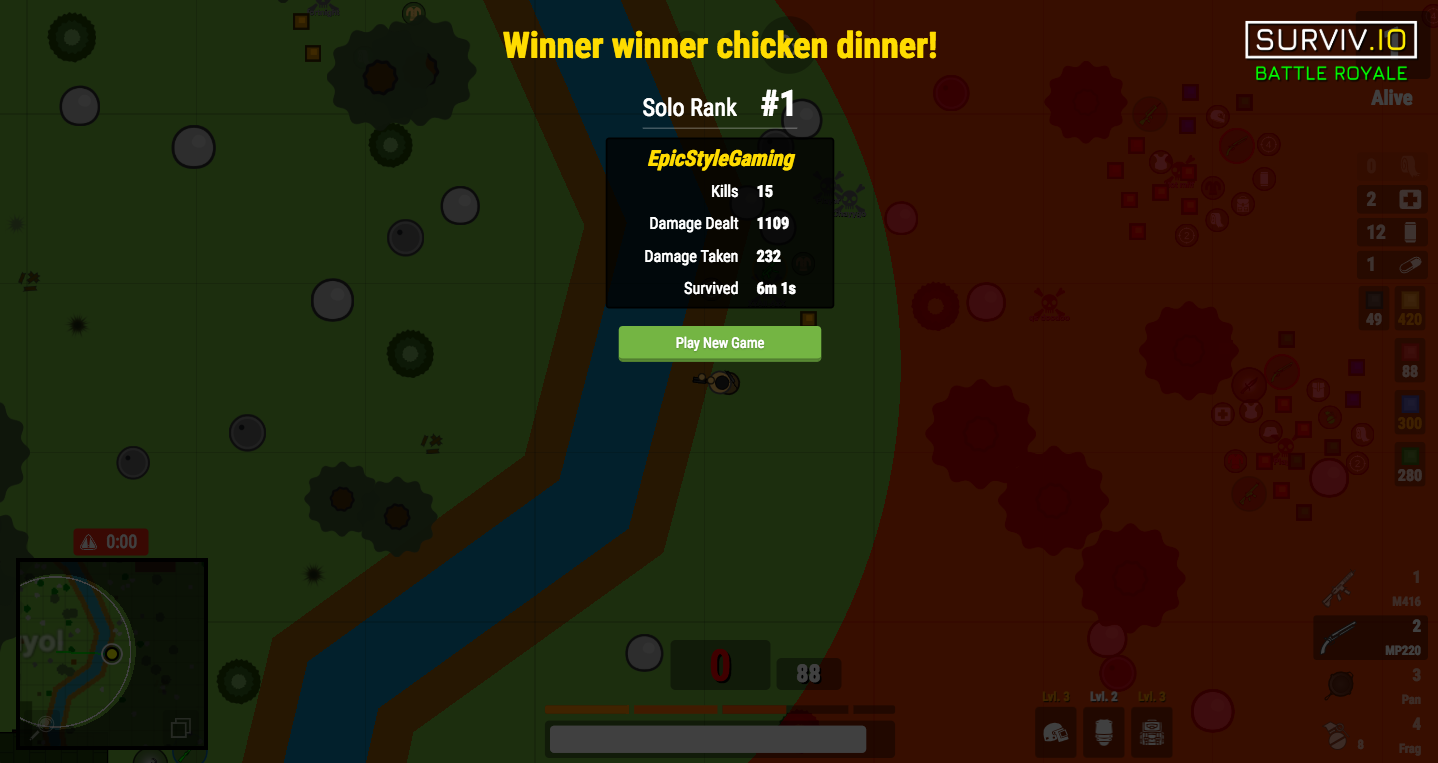 Winner winner chicken dinner!
SURVIV.IO
BATTLE ROYALE
Solo Rank #1
Alive
EpicStyleGaming
Kills 15
Damage Dealt 1109
Damage Taken 232
Survived 6m 1s
Play New Game
0
2
12
1
49 420
88
300
280
0:00
yol
1
M416
2
MP220
3
Pan
4
8 Frag
0 88
Lvl. 3 Lvl. 2 Lvl. 3